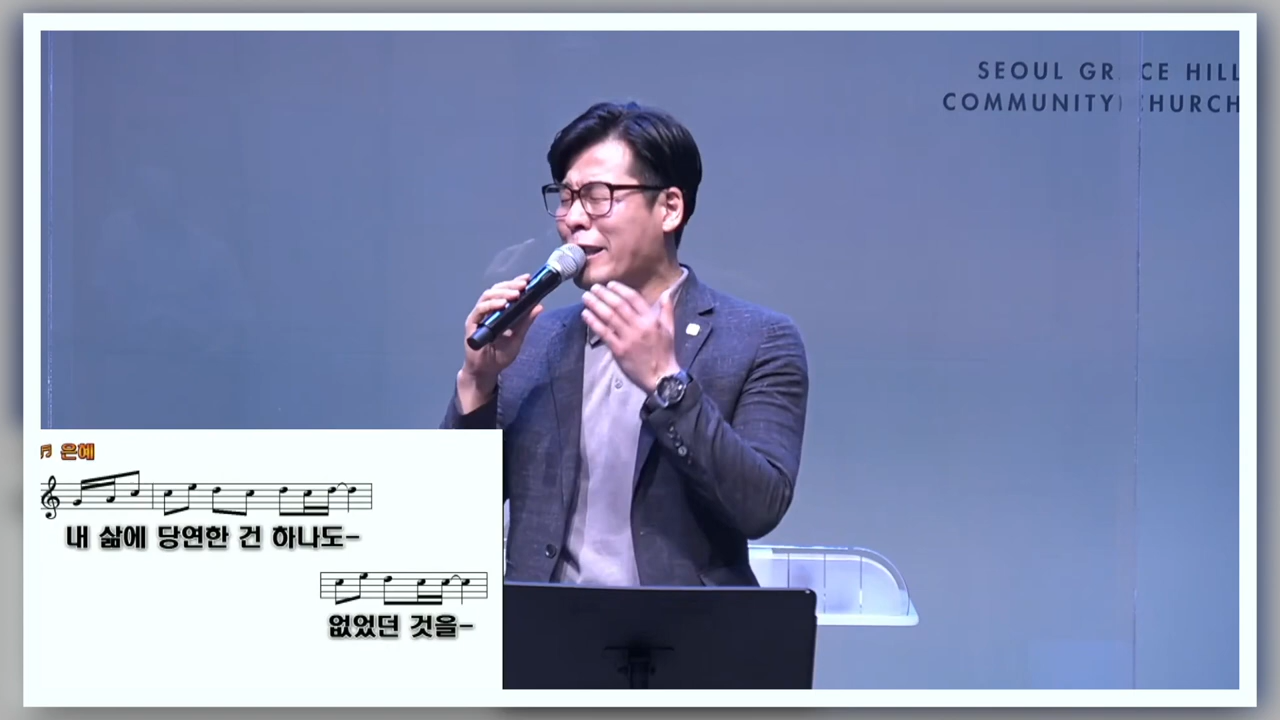 SEOUL GR CE HILL
COMMUNITY HURCH
♬ 은혜
내 삶에 당연한 건 하나도-
없었던 것을-